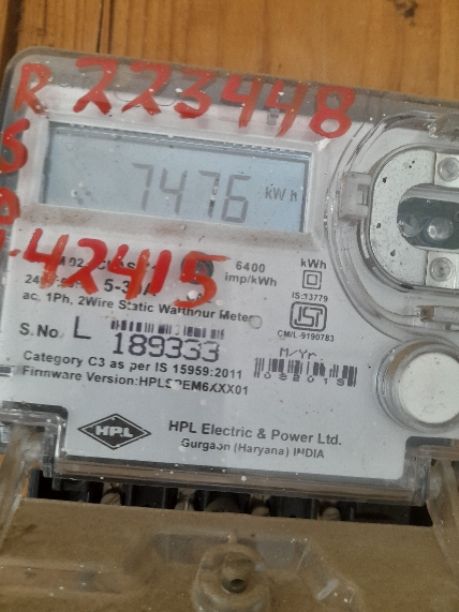 R 223448
7476 kWh
42415
6400 imp/kWh
kWh
IS:13779
ac, 1Ph, 2Wire Static Watthour Meter
CM/L-9190783
S.No. L 189333
M/Yr.
Category C3 as per IS 15959:2011
HPL
HPL Electric & Power Ltd.
Gurgaon (Haryana) INDIA